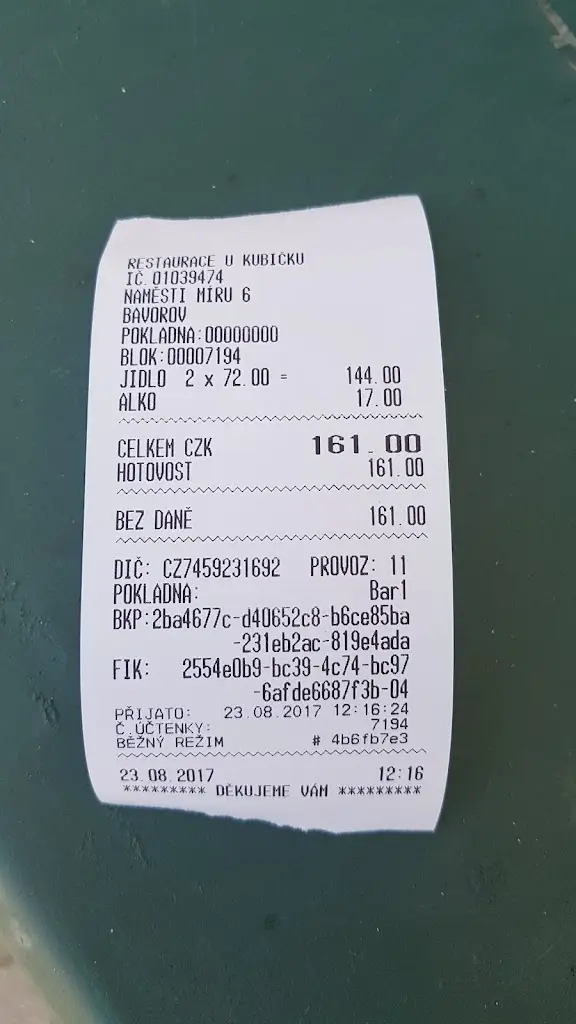 RESTAURACE U KUBIČKU
IČ.01039474
NAMĚSTI MIRU 6
BAVOROV
POKLADNA:00000000
BLOK:00007194
JIDLO 2 x 72.00 = 144.00
ALKO 17.00
CELKEM CZK 161.00
HOTOVOST 161.00
BEZ DANĚ 161.00
DIČ: CZ7459231692 PROVOZ: 11
POKLADNA: Bar1
BKP:2ba4677c-d40652c8-b6ce85ba
-231eb2ac-819e4ada
FIK: 2554e0b9-bc39-4c74-bc97
-6afde6687f3b-04
PŘIJATO: 23.08.2017 12:16:24
Č.ÚČTENKY: 7194
BĚŽNÝ REŽIM # 4b6fb7e3
23.08.2017 12:16
********* DĚKUJEME VÁM *********